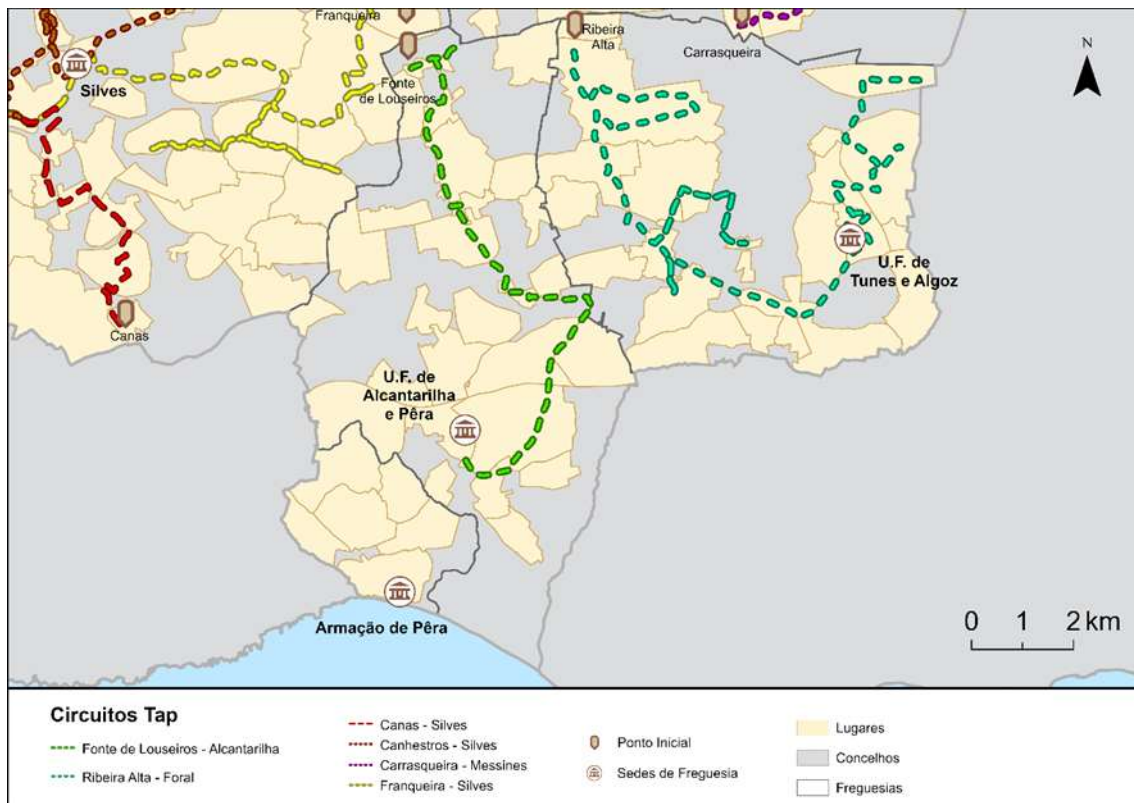 Franqueira
Ribeira
Alta
Carrasqueira
N
Silves
Fonte
de Louseiros
U.F. de
Tunes e Algoz
Canas
U.F. de
Alcantarilha
e Pêra
Armação de Pêra
0 1 2 km
Circuitos Tap
Fonte de Louseiros - Alcantarilha
Ribeira Alta - Foral
Canas - Silves
Canhestros - Silves
Carrasqueira - Messines
Franqueira - Silves
Ponto Inicial
Sedes de Freguesia
Lugares
Concelhos
Freguesias